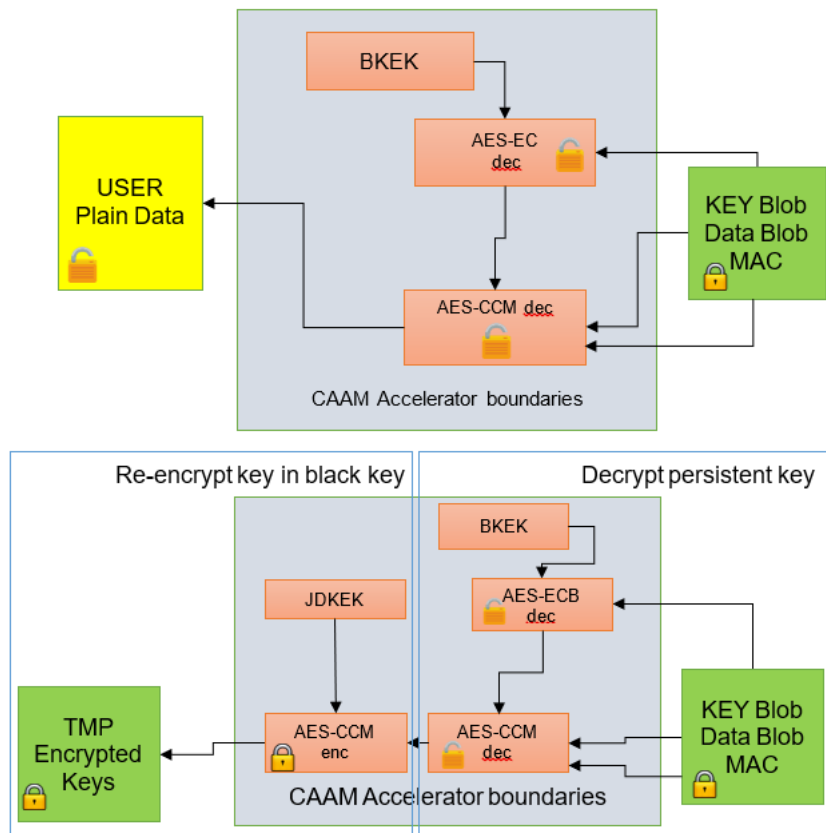 BKEK
AES-EC
dec
USER
Plain Data
KEY Blob
Data Blob
MAC
AES-CCM dec
CAAM Accelerator boundaries
Re-encrypt key in black key
Decrypt persistent key
BKEK
JDKEK
AES-ECB
dec
TMP
Encrypted
Keys
AES-CCM
enc
AES-CCM
dec
KEY Blob
Data Blob
MAC
CAAM Accelerator boundaries